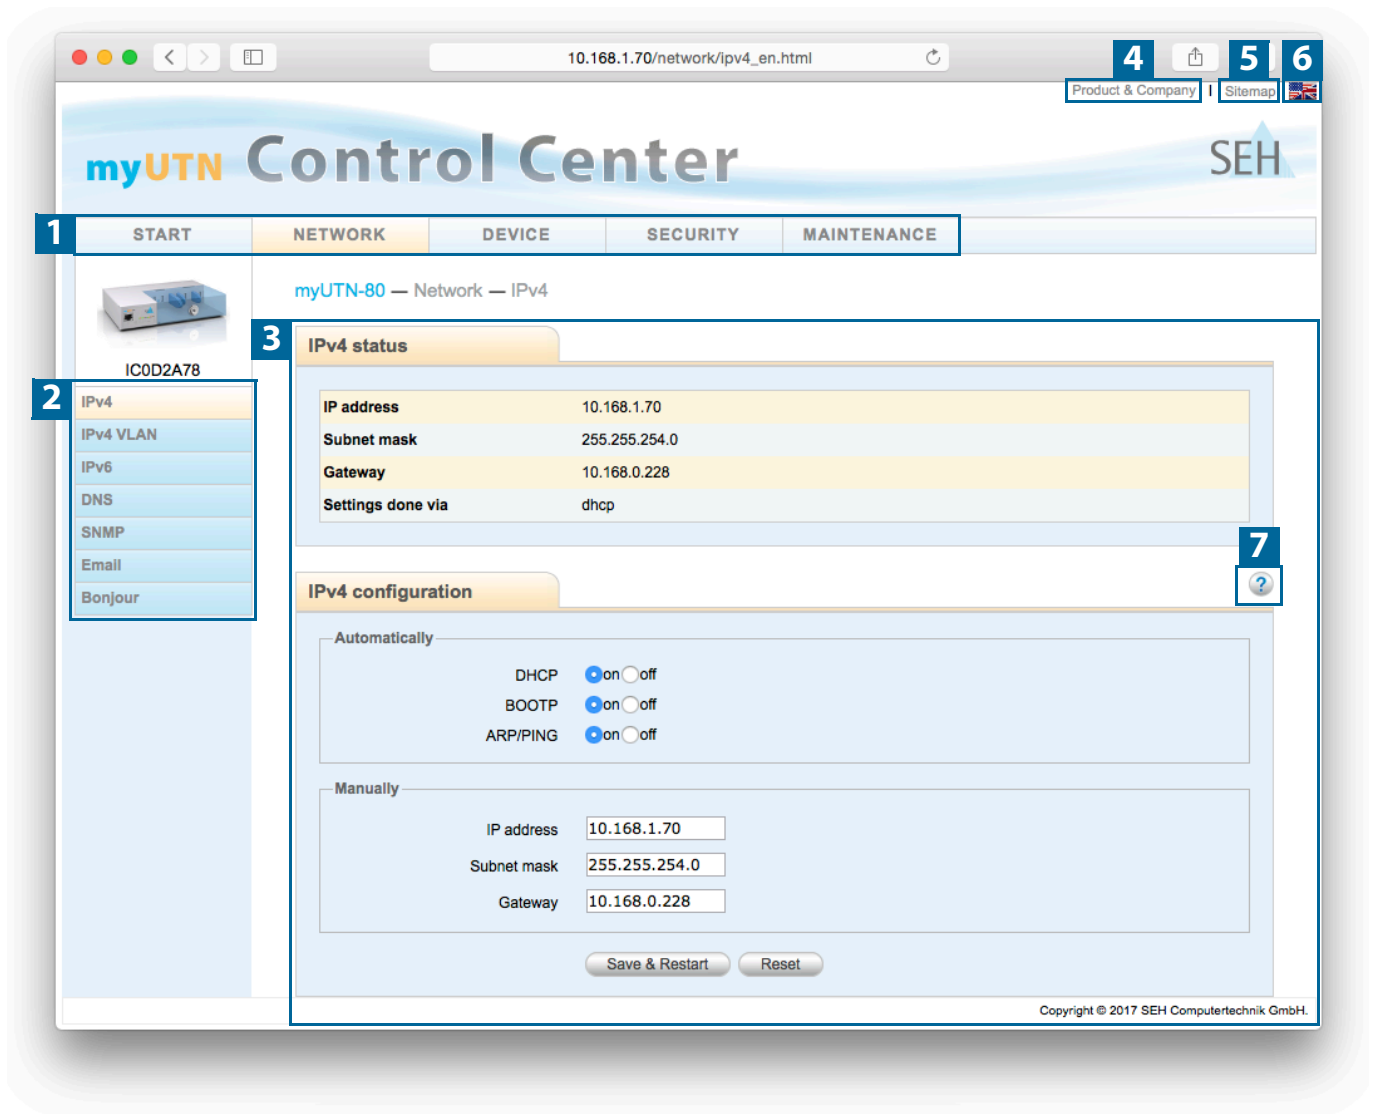 10.168.1.70/network/ipv4_en.html
4 5 6
Product & Company | Sitemap
myUTN Control Center SEH
1 START NETWORK DEVICE SECURITY MAINTENANCE
myUTN-80 — Network — IPv4
3
IPv4 status
IC0D2A78
2
IPv4
IPv4 VLAN
IPv6
DNS
SNMP
Email
Bonjour
IP address 10.168.1.70
Subnet mask 255.255.254.0
Gateway 10.168.0.228
Settings done via dhcp
7
IPv4 configuration ?
Automatically
DHCP on off
BOOTP on off
ARP/PING on off
Manually
IP address 10.168.1.70
Subnet mask 255.255.254.0
Gateway 10.168.0.228
Save & Restart Reset
Copyright © 2017 SEH Computertechnik GmbH.